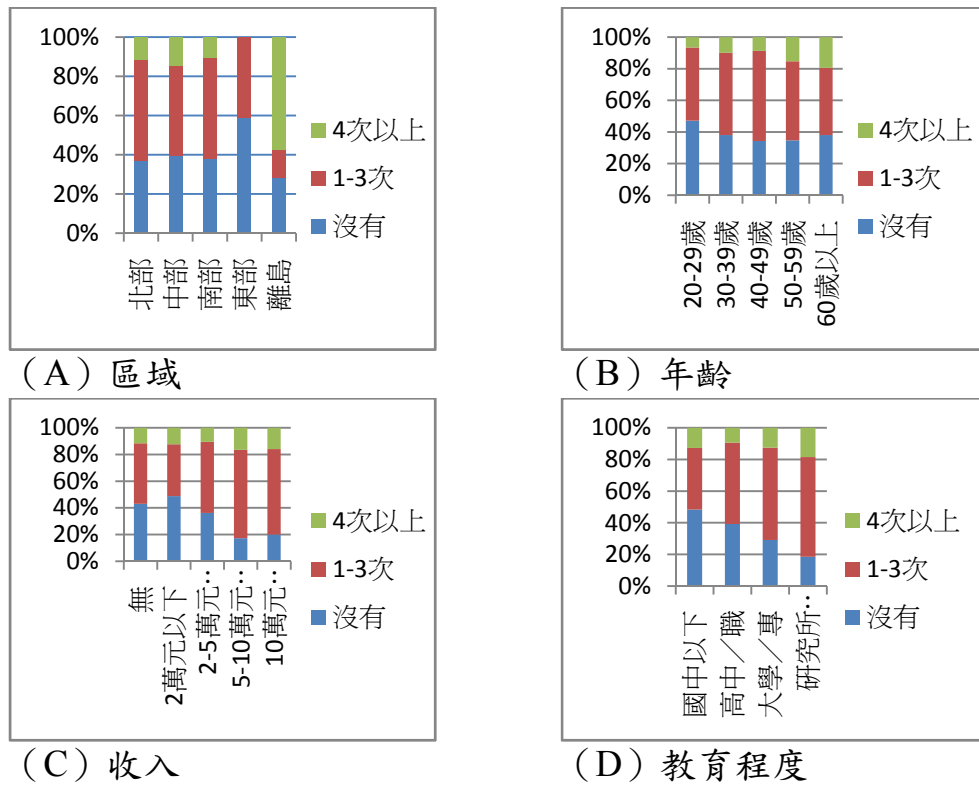 100%
80%
60%
40%
20%
0%
北部
中部
南部
東部
離島
4次以上
1-3次
沒有
（A）區域
100%
80%
60%
40%
20%
0%
20-29歲
30-39歲
40-49歲
50-59歲
60歲以上
4次以上
1-3次
沒有
（B）年齡
100%
80%
60%
40%
20%
0%
無
2萬元以下
2-5萬元…
5-10萬元…
10萬元…
4次以上
1-3次
沒有
（C）收入
100%
80%
60%
40%
20%
0%
國中以下
高中／職
大學／專
研究所…
4次以上
1-3次
沒有
（D）教育程度